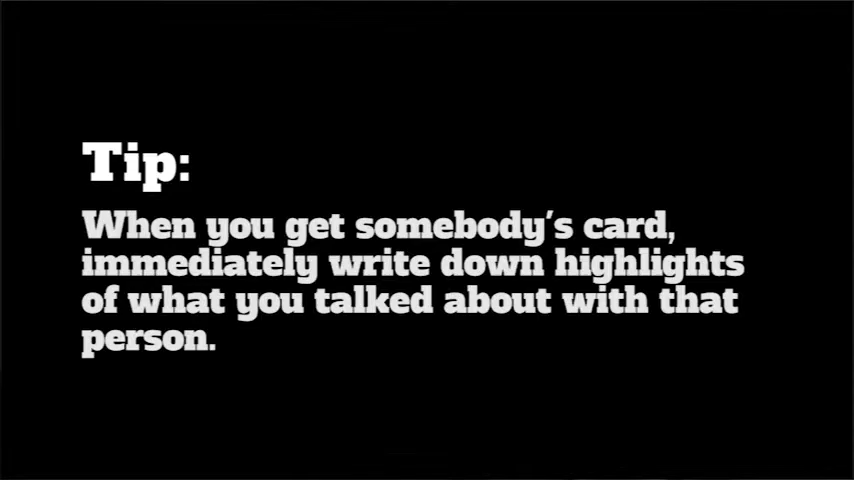 Tip:
When you get somebody's card,
immediately write down highlights
of what you talked about with that
person.